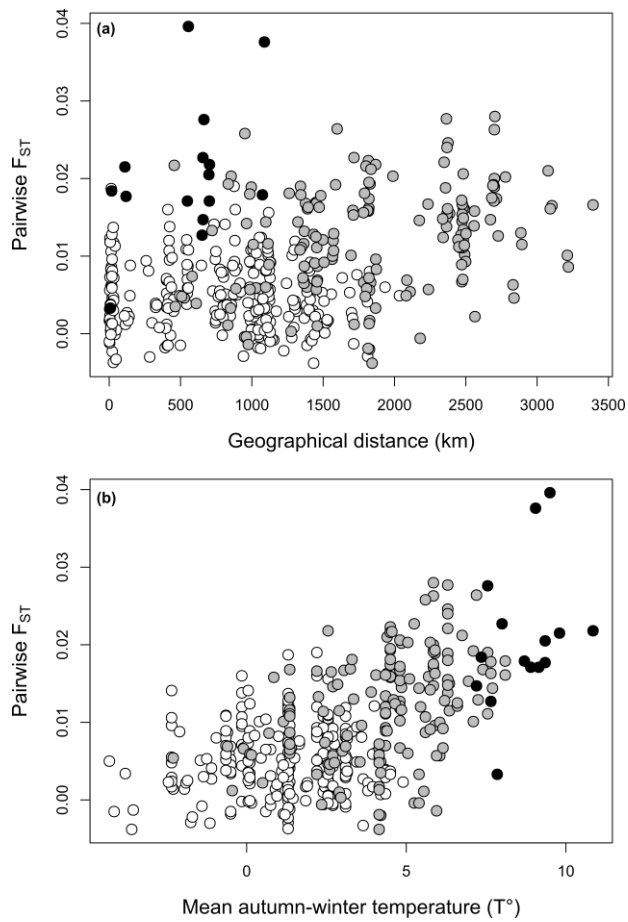 (a)
Pairwise FST
0.00 0.01 0.02 0.03 0.04
0 500 1000 1500 2000 2500 3000 3500
Geographical distance (km)
(b)
Pairwise FST
0.00 0.01 0.02 0.03 0.04
0 5 10
Mean autumn-winter temperature (T°)